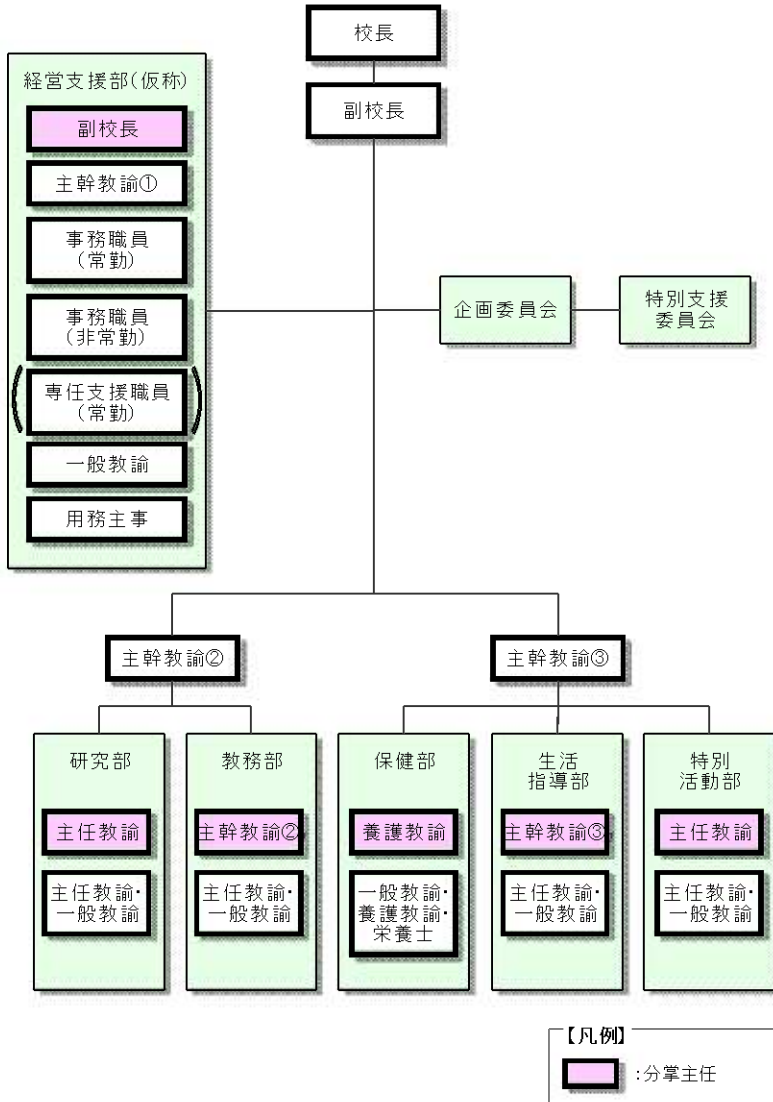 校長
副校長
経営支援部(仮称)
副校長
主幹教諭①
事務職員
(常勤)
事務職員
(非常勤)
(専任支援職員
(常勤))
一般教諭
用務主事
企画委員会
特別支援
委員会
主幹教諭②
主幹教諭③
研究部
主任教諭
主任教諭・
一般教諭
教務部
主幹教諭②
主任教諭・
一般教諭
保健部
養護教諭
一般教諭・
養護教諭・
栄養士
生活
指導部
主幹教諭③
主任教諭・
一般教諭
特別
活動部
主任教諭
主任教諭・
一般教諭
【凡例】
:分掌主任